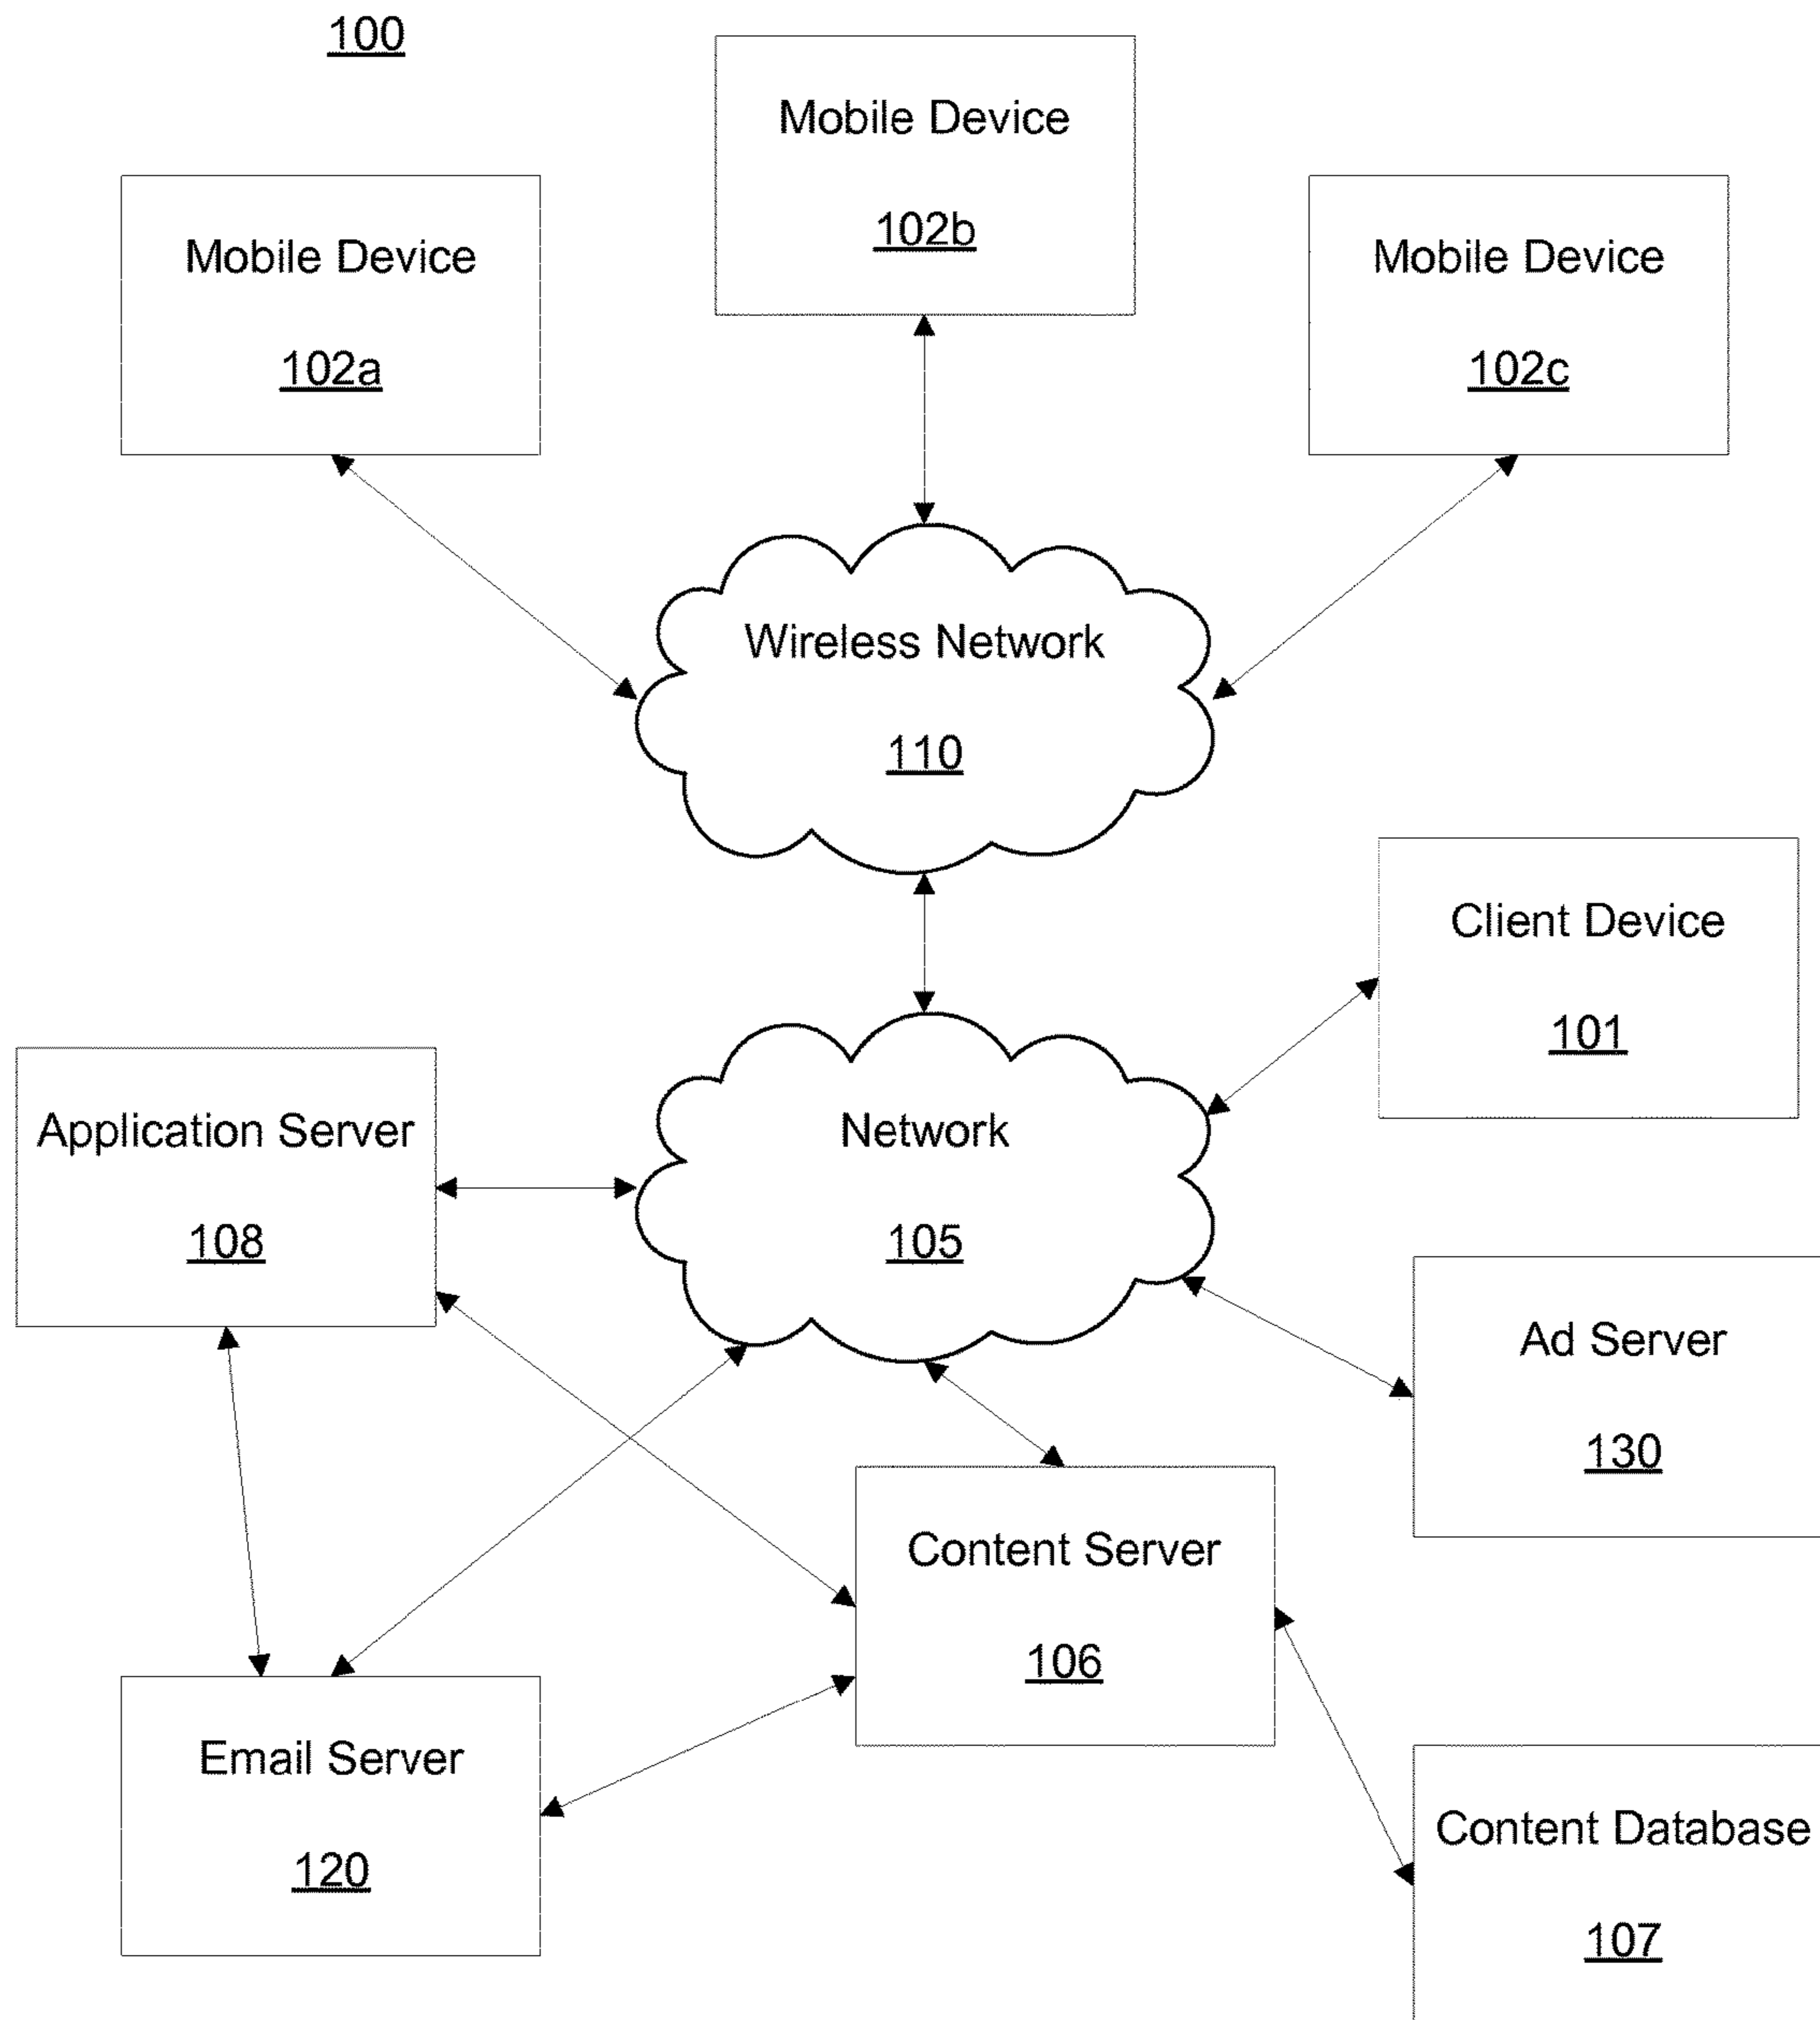 100
Mobile Device
102b
Mobile Device
102a
Mobile Device
102c
Wireless Network
110
Client Device
101
Application Server
108
Network
105
Ad Server
130
Content Server
106
Email Server
120
Content Database
107